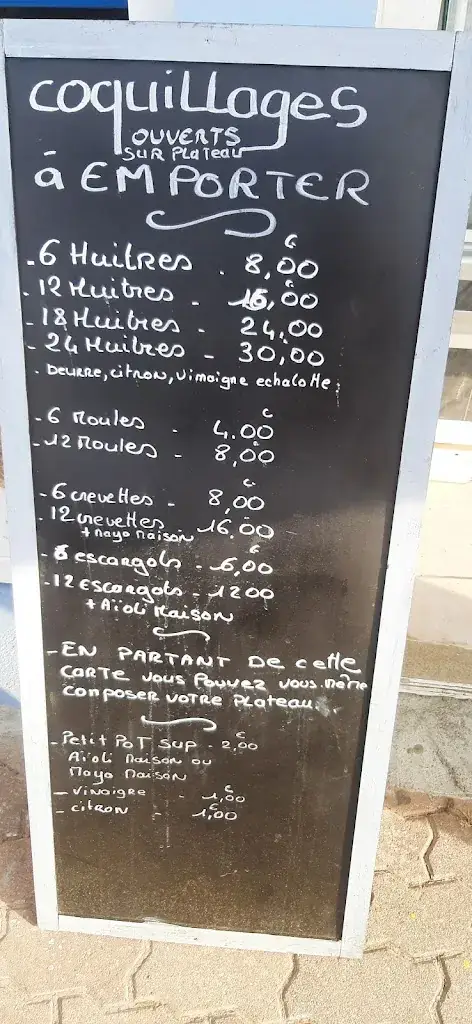 coquillages
OUVERTS
SUR Plateau
à EMPORTER
€
- 6 Huitres - 8,00
€
- 12 Huitres - 16,00
- 18 Huitres - 24,00
- 24 Huitres - 30,00
- beurre, citron, vinaigne echalotte.
€
- 6 Moules - 4.00
- 12 Moules - 8,00
€
- 6 crevettes - 8,00
- 12 crevettes - 16.00
+ mayo maison
€
- 6 escargots - 6,00
- 12 escargots - 1200
+ Aïoli Maison
- EN PARTANT De cette
carte vous Pouvez vous même
composer votre Plateau.
€
- Petit Pot sup - 2,00
Aïoli maison ou
Mayo maison
€
- vinaigre - 1,00
€
- citron - 1,00